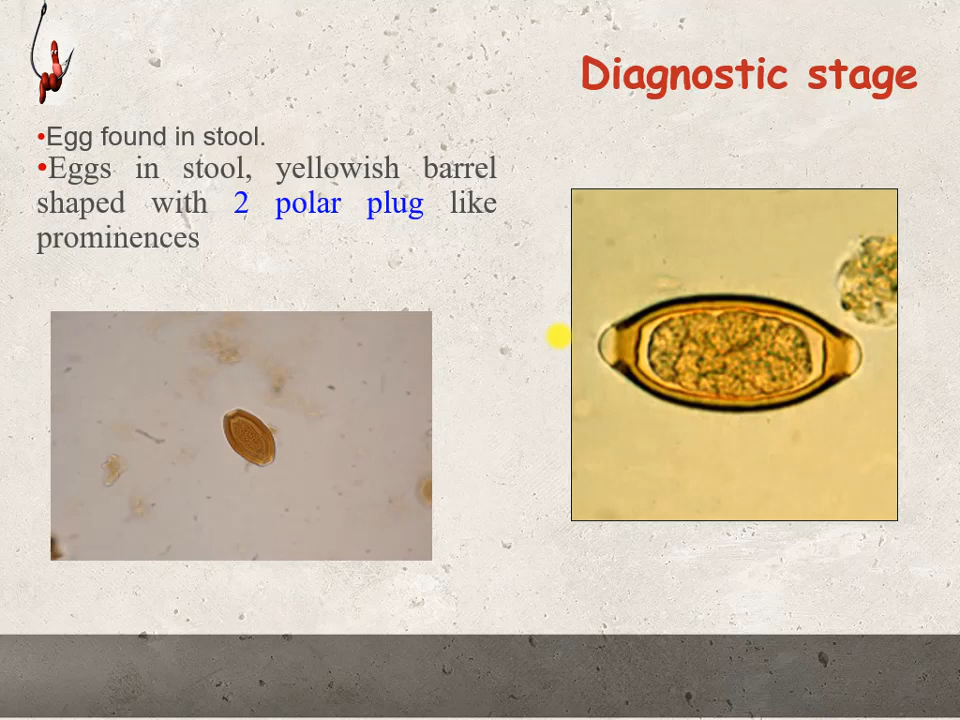 Diagnostic stage
•Egg found in stool.
•Eggs in stool, yellowish barrel
shaped with 2 polar plug like
prominences